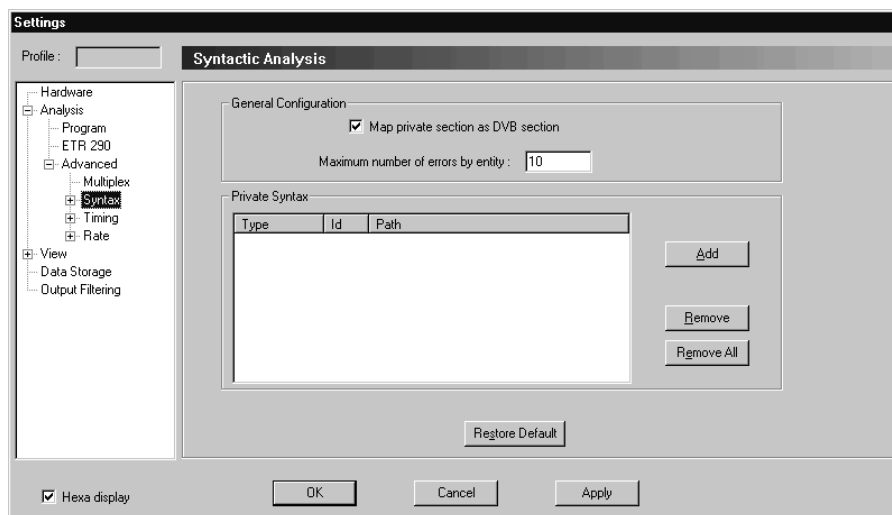 Settings
Profile :
Syntactic Analysis
Hardware
Analysis
Program
ETR 290
Advanced
Multiplex
Syntax
Timing
Rate
View
Data Storage
Output Filtering
General Configuration
Map private section as DVB section
Maximum number of errors by entity : 10
Private Syntax
Type Id Path
Add
Remove
Remove All
Restore Default
Hexa display
OK Cancel Apply